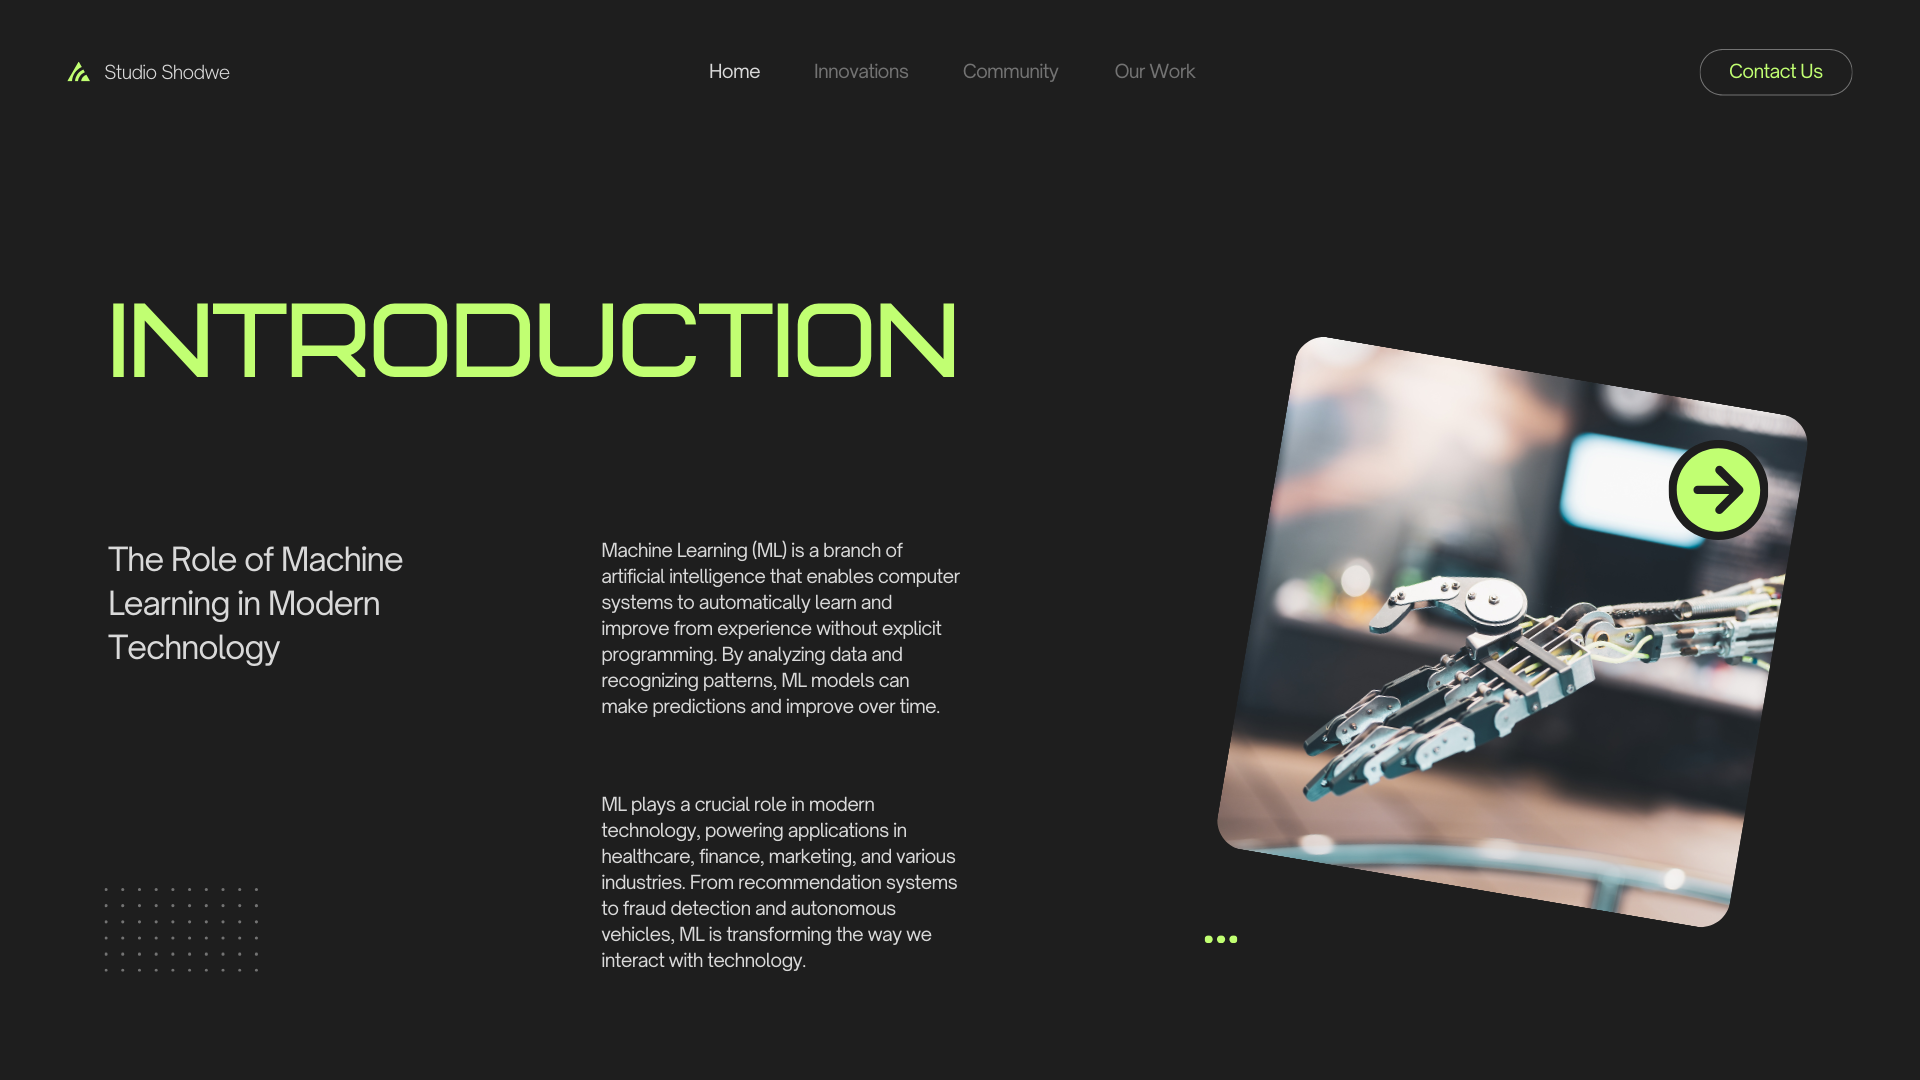 Studio Shodwe
Home
Innovations
Community
Our Work
Contact Us
INTRODUCTION
The Role of Machine
Learning in Modern
Technology
Machine Learning (ML) is a branch of
artificial intelligence that enables computer
systems to automatically learn and
improve from experience without explicit
programming. By analyzing data and
recognizing patterns, ML models can
make predictions and improve over time.
ML plays a crucial role in modern
technology, powering applications in
healthcare, finance, marketing, and various
industries. From recommendation systems
to fraud detection and autonomous
vehicles, ML is transforming the way we
interact with technology.